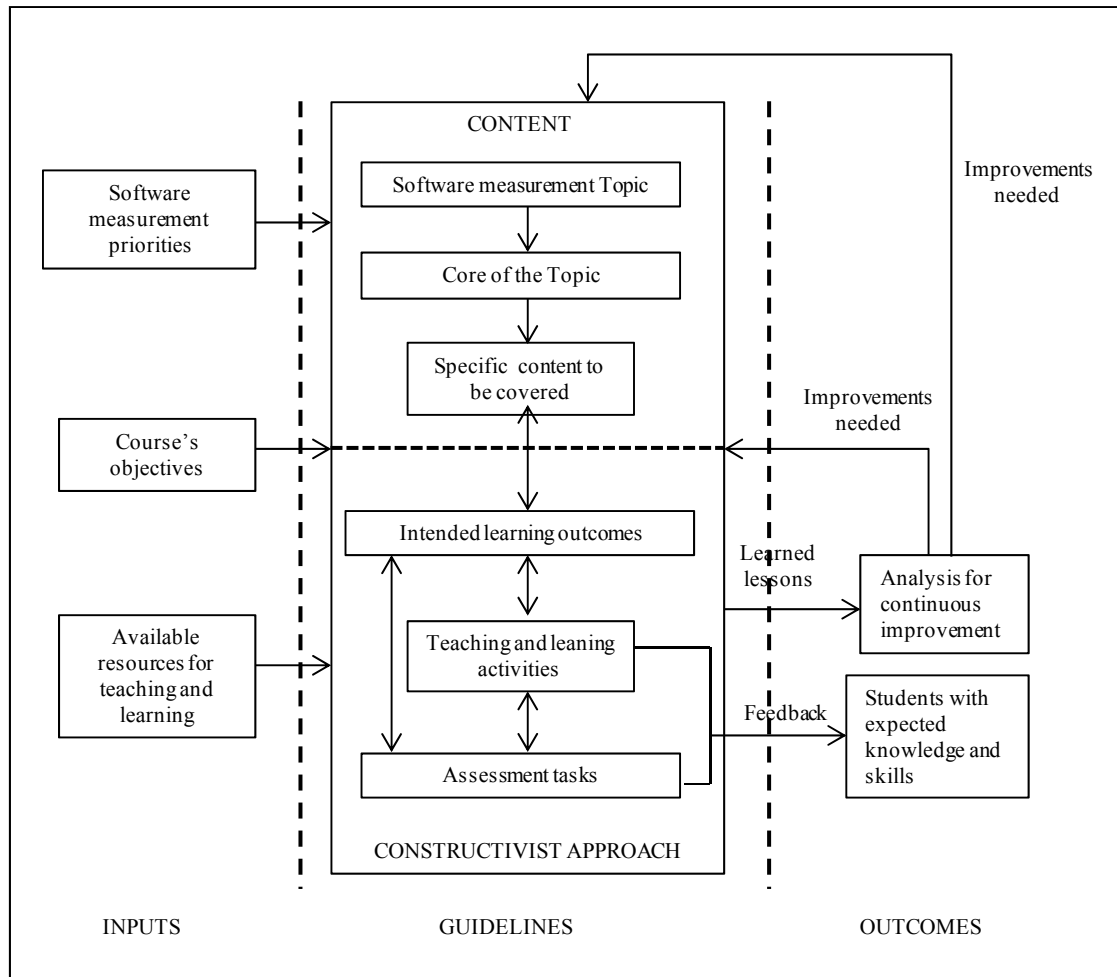 CONTENT
Software measurement Topic
Core of the Topic
Specific content to
be covered
Software
measurement
priorities
Course's
objectives
Available
resources for
teaching and
learning
Intended learning outcomes
Teaching and leaning
activities
Assessment tasks
CONSTRUCTIVIST APPROACH
Improvements
needed
Improvements
needed
Learned
lessons
Analysis for
continuous
improvement
Feedback
Students with
expected
knowledge and
skills
INPUTS
GUIDELINES
OUTCOMES